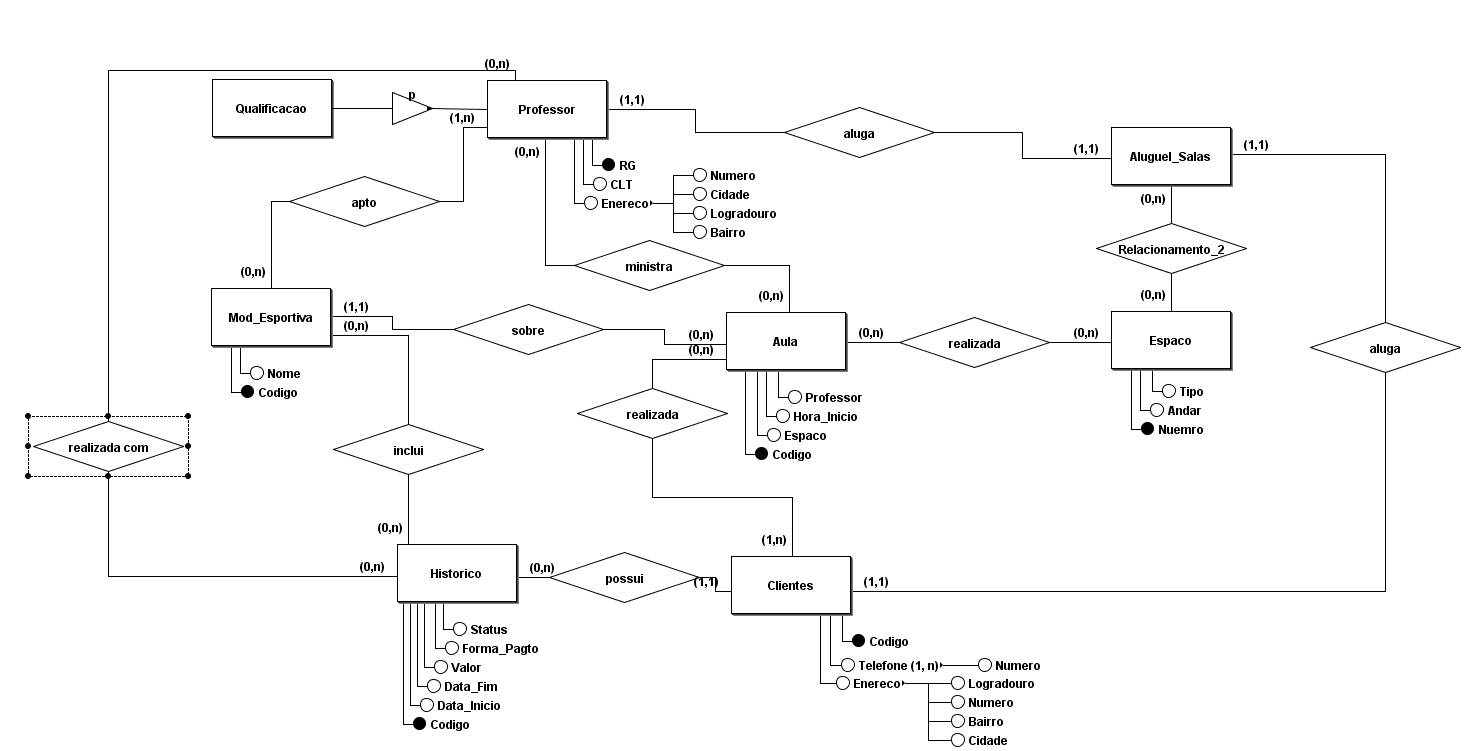 (0,n)
Qualificacao
p
Professor
(1,1)
(1,n)
(0,n)
aluga
(1,1)
Aluguel_Salas
(1,1)
RG
CLT
Enereco
Numero
Cidade
Logradouro
Bairro
apto
(0,n)
Relacionamento_2
ministra
(0,n)
(0,n)
(0,n)
Mod_Esportiva
(1,1)
(0,n)
sobre
(0,n)
(0,n)
Aula
(0,n)
realizada
(0,n)
Espaco
aluga
Nome
Codigo
Professor
Hora_Inicio
Espaco
Codigo
Tipo
Andar
Nuemro
realizada
realizada com
inclui
(0,n)
(1,n)
(0,n)
Historico
(0,n)
possui
(1,1)
Clientes
(1,1)
Status
Forma_Pagto
Valor
Data_Fim
Data_Inicio
Codigo
Codigo
Telefone (1, n)
Numero
Enereco
Logradouro
Numero
Bairro
Cidade